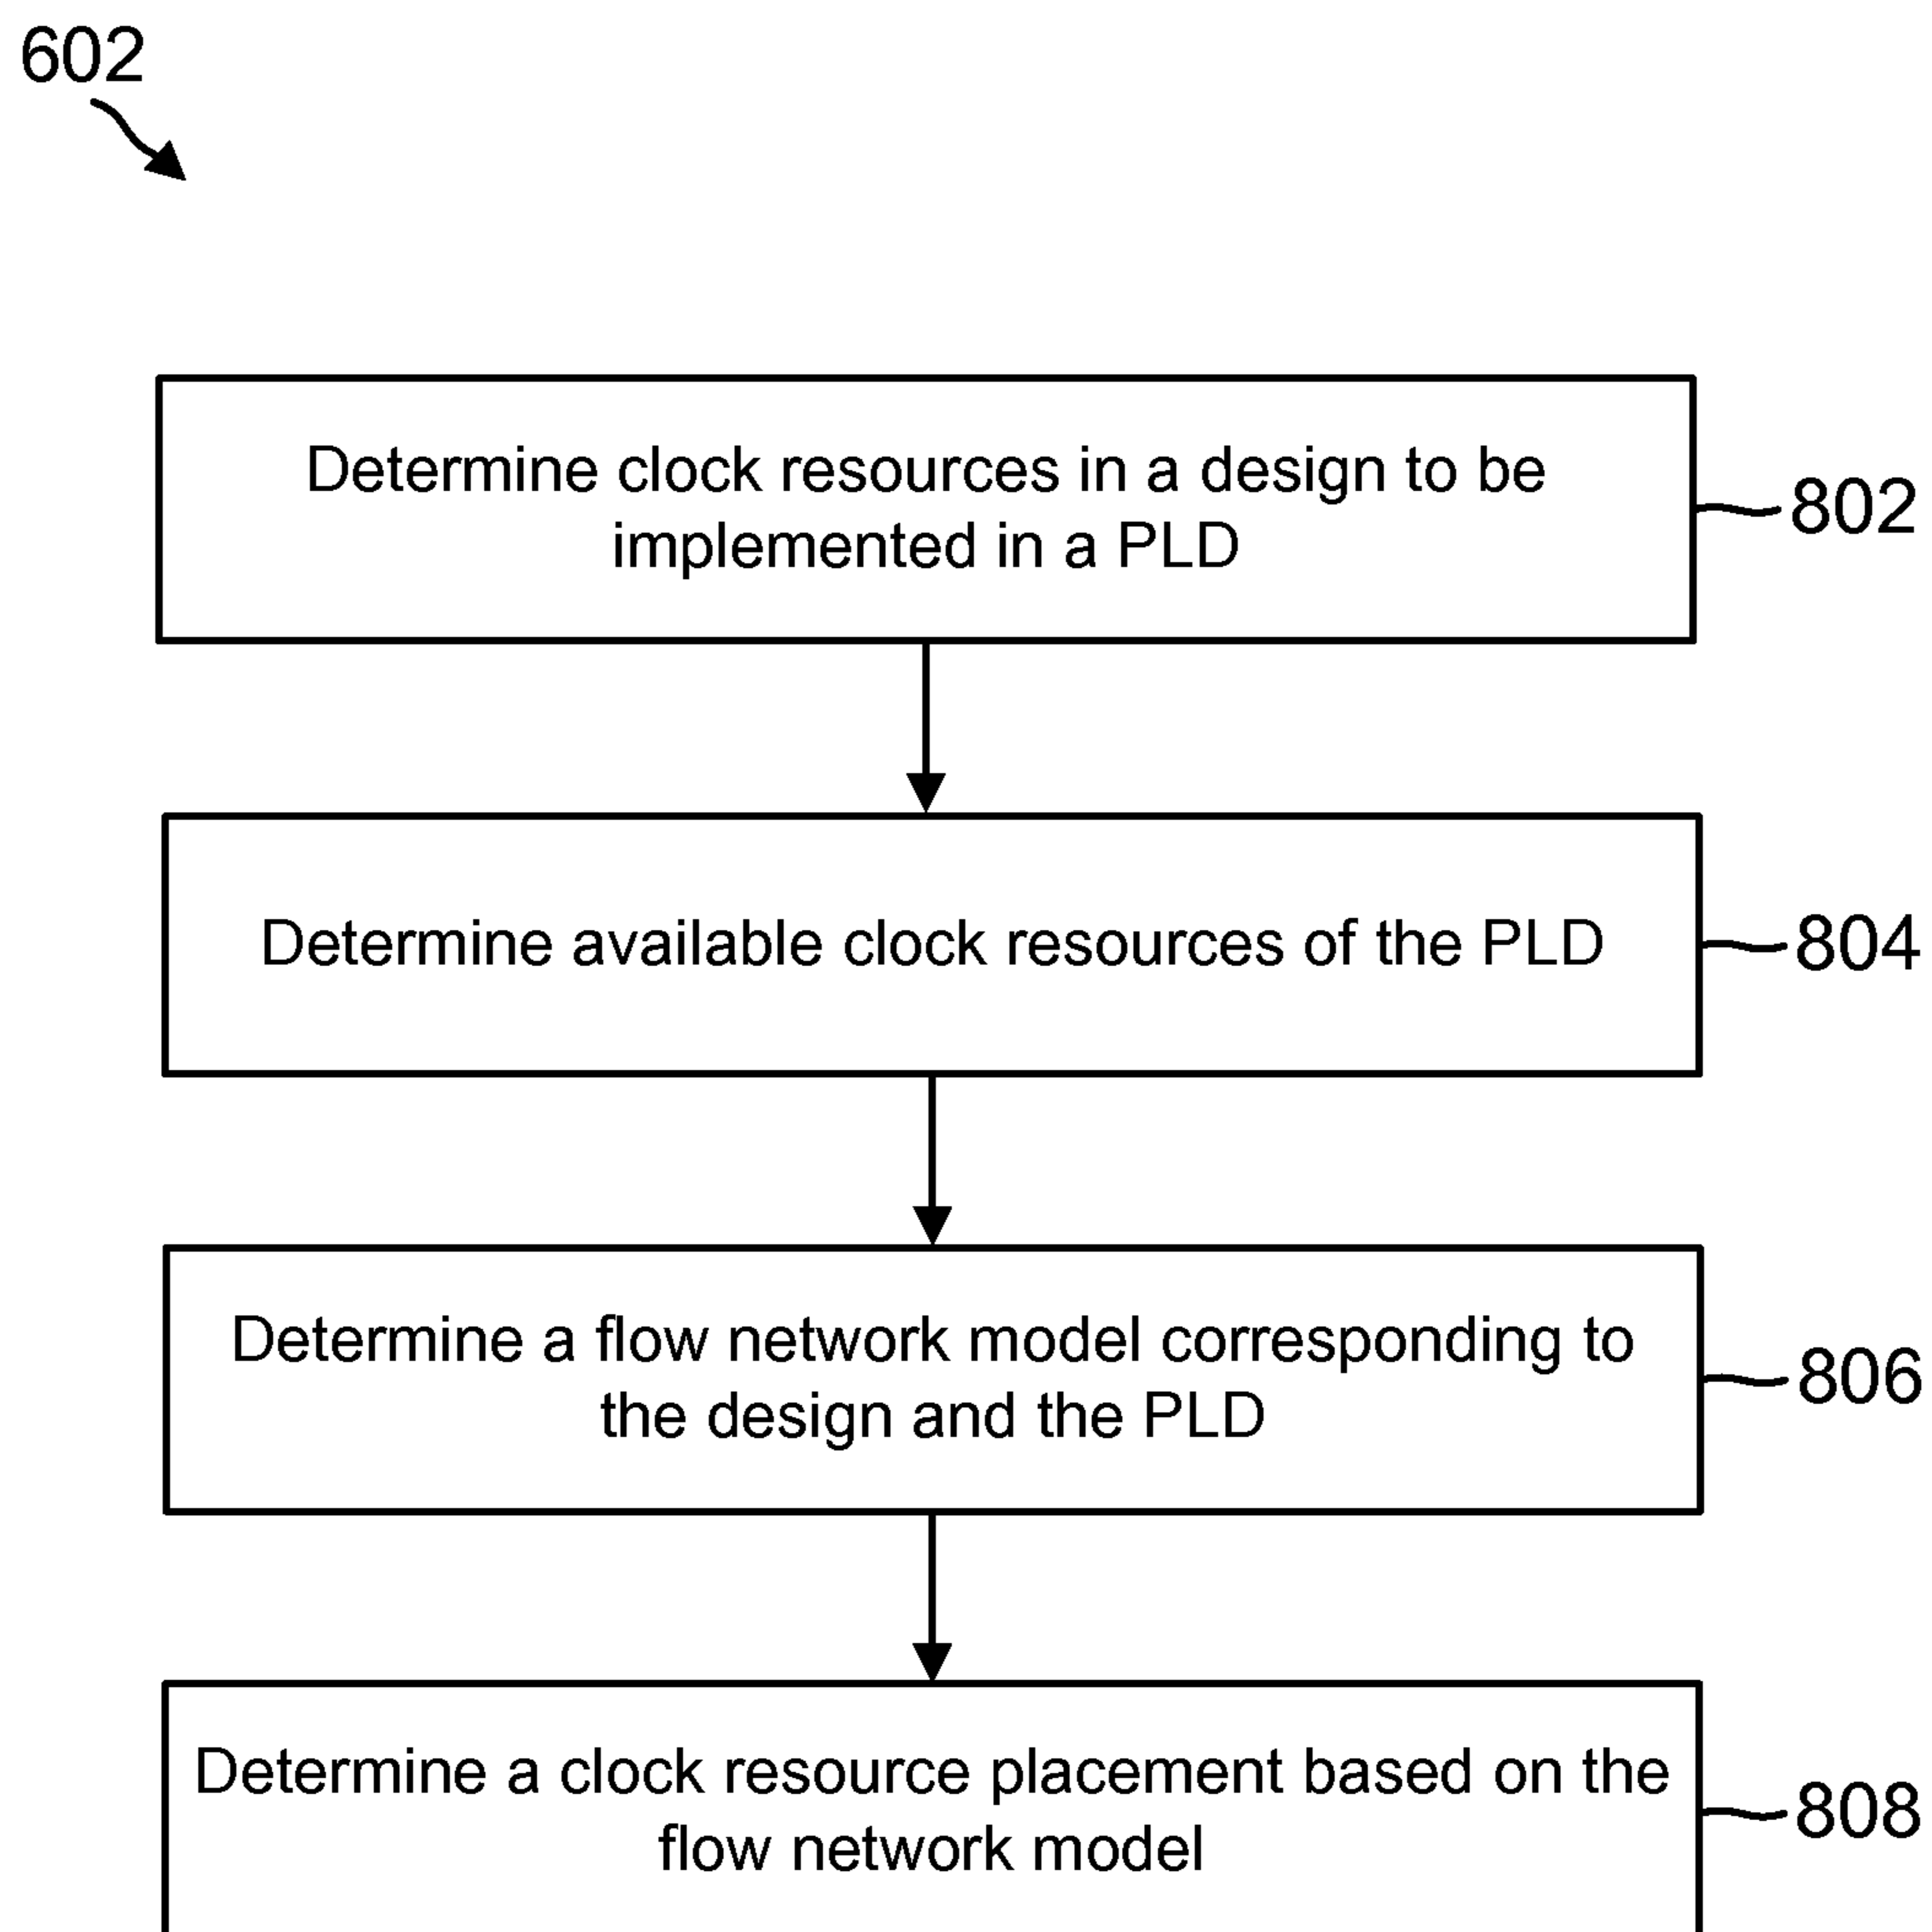 602
Determine clock resources in a design to be
implemented in a PLD
802
Determine available clock resources of the PLD
804
Determine a flow network model corresponding to
the design and the PLD
806
Determine a clock resource placement based on the
flow network model
808